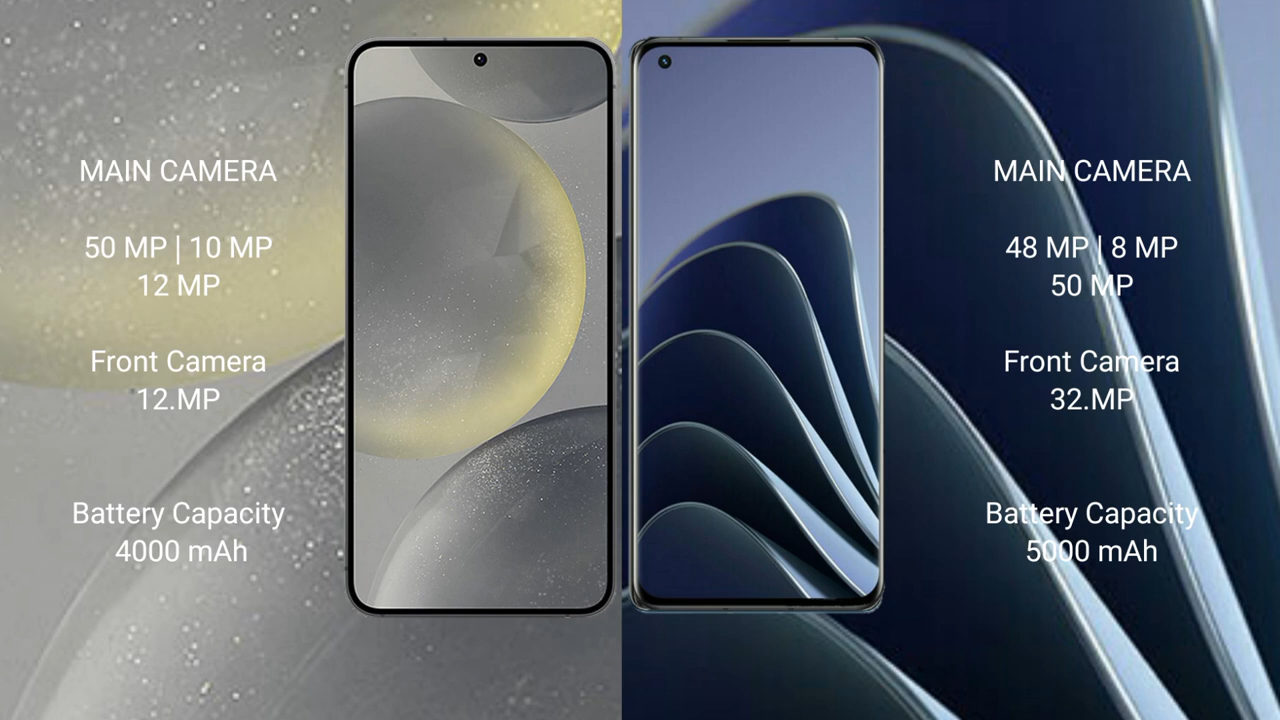 MAIN CAMERA
50 MP | 10 MP
12 MP
Front Camera
12.MP
Battery Capacity
4000 mAh
MAIN CAMERA
48 MP | 8 MP
50 MP
Front Camera
32.MP
Battery Capacity
5000 mAh